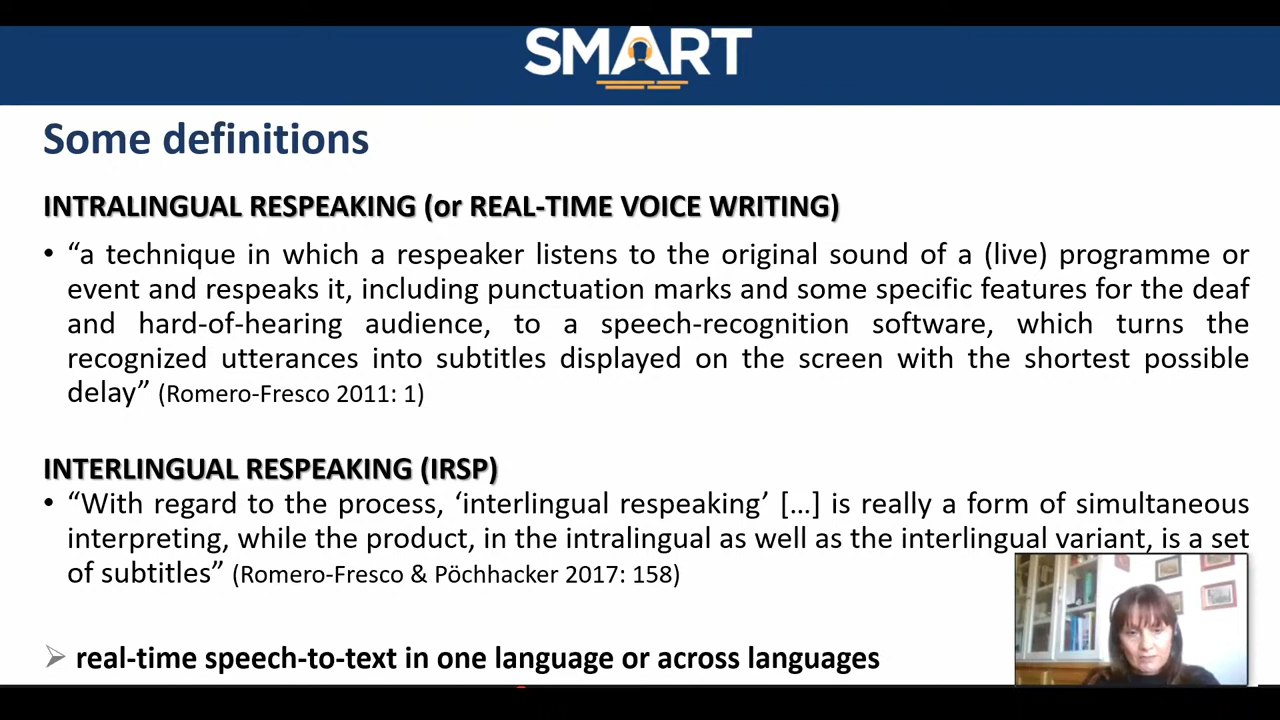 SMART
Some definitions
INTRALINGUAL RESPEAKING (or REAL-TIME VOICE WRITING)
• “a technique in which a respeaker listens to the original sound of a (live) programme or
event and respeaks it, including punctuation marks and some specific features for the deaf
and hard-of-hearing audience, to a speech-recognition software, which turns the
recognized utterances into subtitles displayed on the screen with the shortest possible
delay” (Romero-Fresco 2011: 1)
INTERLINGUAL RESPEAKING (IRSP)
• “With regard to the process, ‘interlingual respeaking’ […] is really a form of simultaneous
interpreting, while the product, in the intralingual as well as the interlingual variant, is a set
of subtitles” (Romero-Fresco & Pöchhacker 2017: 158)
➢ real-time speech-to-text in one language or across languages